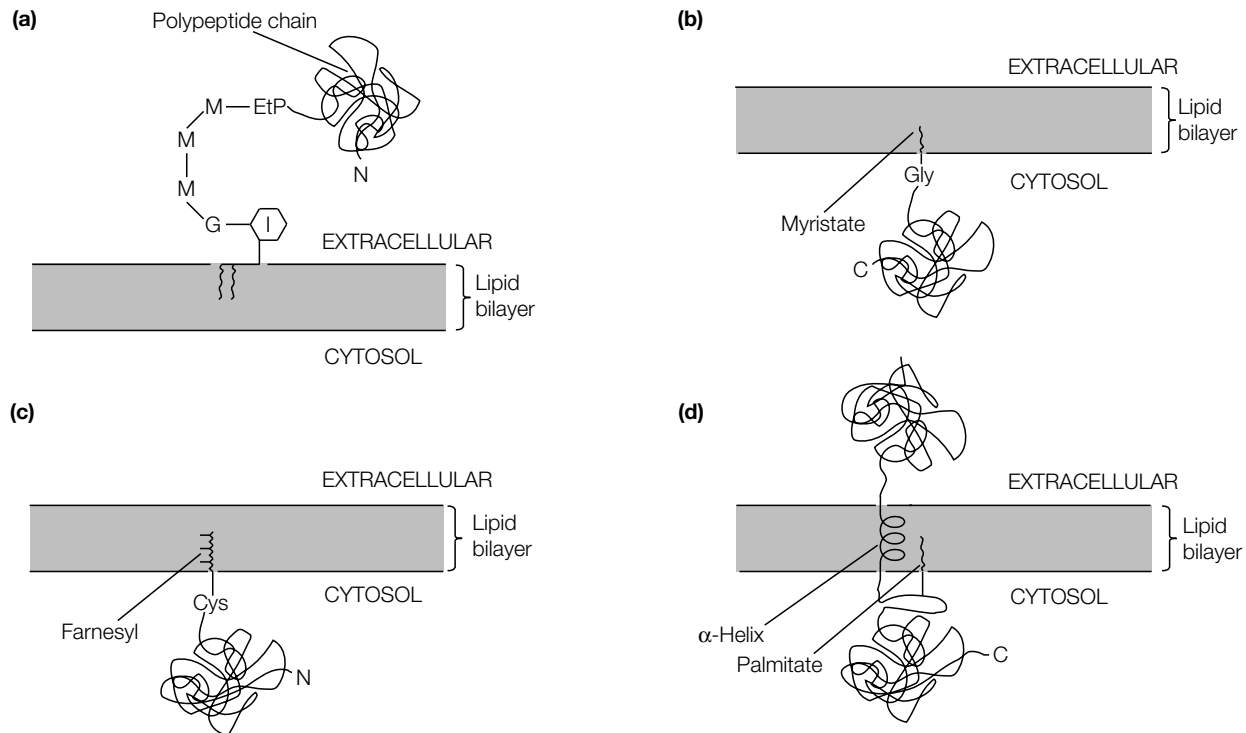 (a)
Polypeptide chain
M
EtP
M
M
N
G
I
EXTRACELLULAR
Lipid
bilayer
CYTOSOL
(b)
EXTRACELLULAR
Lipid
bilayer
Gly
CYTOSOL
Myristate
C
(c)
EXTRACELLULAR
Lipid
bilayer
Cys
CYTOSOL
Farnesyl
N
(d)
EXTRACELLULAR
Lipid
bilayer
CYTOSOL
α-Helix
Palmitate
C